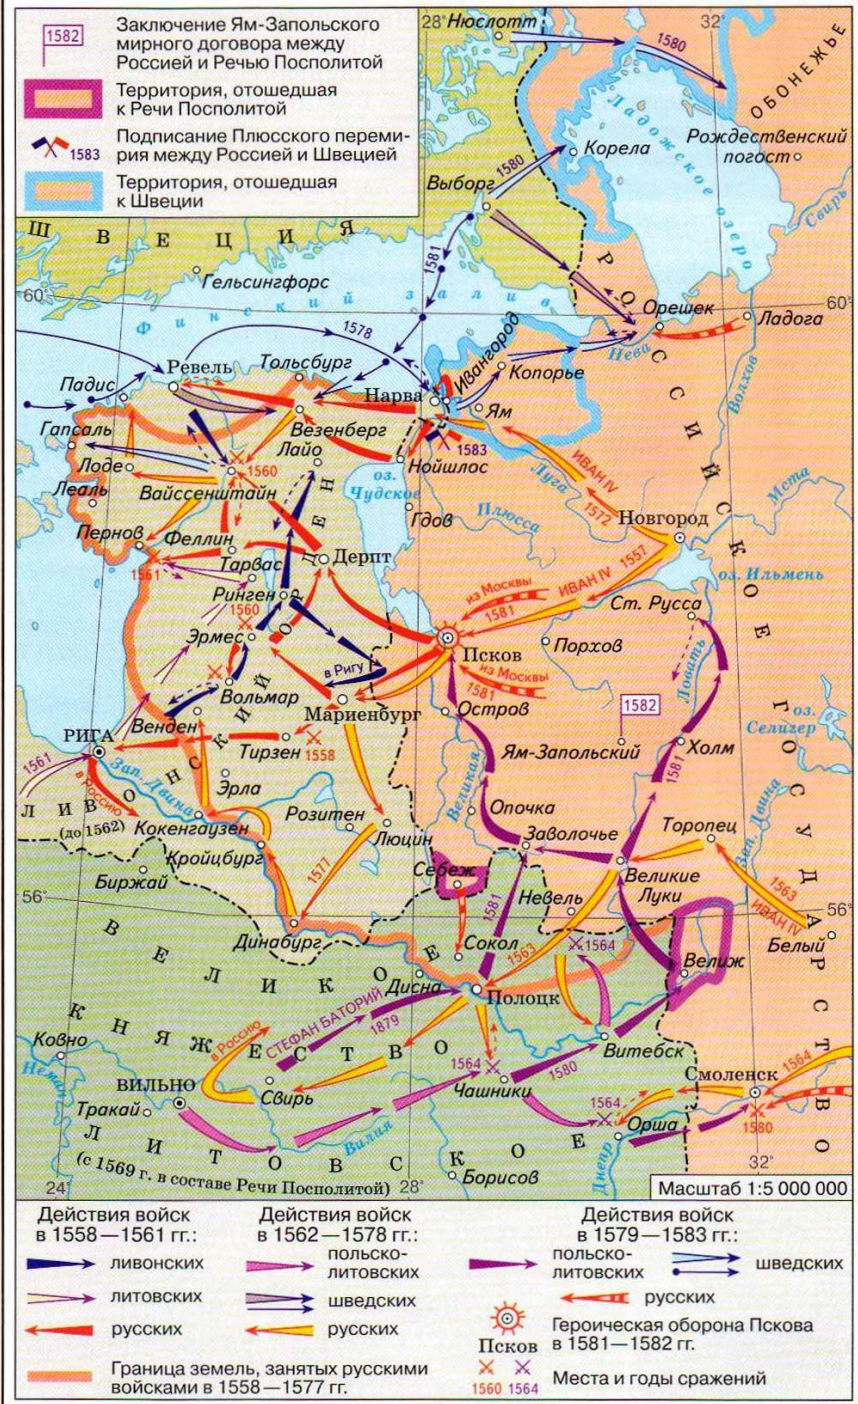 1582
Заключение Ям-Запольского
мирного договора между
Россией и Речью Посполитой
Территория, отошедшая
к Речи Посполитой
1583
Подписание Плюсского переми-
рия между Россией и Швецией
Территория, отошедшая
к Швеции
28°
32°
Нюслотт
1580
ОБОНЕЖЬЕ
Ладожское озеро
Рождественский
погост
Корела
1580
Выборг
Свирь
ШВЕЦИЯ
1581
Гельсингфорс
60°
60°
Финский залив
РОССИЙСКОЕ ГОСУДАРСТВО
Орешек
Ладога
Нева
Волхов
1578
Ревель
Тольсбург
Ивангород
Копорье
Падис
Нарва
Ям
Гапсаль
Везенберг
1583
Лайо
Нойшлос
ИВАН IV
1572
Лоде
1560
оз.
Чудское
Луга
Мста
Леаль
Вайссенштайн
Гдов
Плюсса
Новгород
Пернов
Феллин
Дерпт
1557
ИВАН IV
оз. Ильмень
1561
Тарвас
из Москвы
1581
Ринген
1560
Ст. Русса
Эрмес
Псков
Порхов
в Ригу
из Москвы
1581
Ловать
Вольмар
1582
Мариенбург
Остров
оз.
Селигер
Венден
РИГА
Тирзен
1558
Ям-Запольский
Холм
1561
Зап. Двина
в Россию
Великая
1581
ЛИВОНСКИЙ ОРДЕН
(до 1562)
Эрла
Опочка
Зап. Двина
Кокенгаузен
Розитен
Люцин
Заволочье
Торопец
Кройцбург
Биржай
1577
Себеж
Великие
Луки
1563
ИВАН IV
56°
56°
Невель
1581
Белый
Динабург
Сокол
1563
1564
Велиж
Дисна
Полоцк
ВЕЛИКОЕ
КНЯЖЕСТВО
ЛИТОВСКОЕ
СТЕФАН БАТОРИЙ
1879
в Россию
Витебск
Ковно
Неман
1564
1580
1564
ВИЛЬНО
Свирь
Чашники
Смоленск
1564
1580
Тракай
Вилия
Орша
Днепр
(с 1569 г. в составе Речи Посполитой)
Борисов
24°
28°
32°
Масштаб 1:5 000 000
Действия войск
в 1558—1561 гг.:
ливонских
литовских
русских
Действия войск
в 1562—1578 гг.:
польско-
литовских
шведских
русских
Действия войск
в 1579—1583 гг.:
польско-
литовских
шведских
русских
Граница земель, занятых русскими
войсками в 1558—1577 гг.
Псков
Героическая оборона Пскова
в 1581—1582 гг.
1560 1564
Места и годы сражений